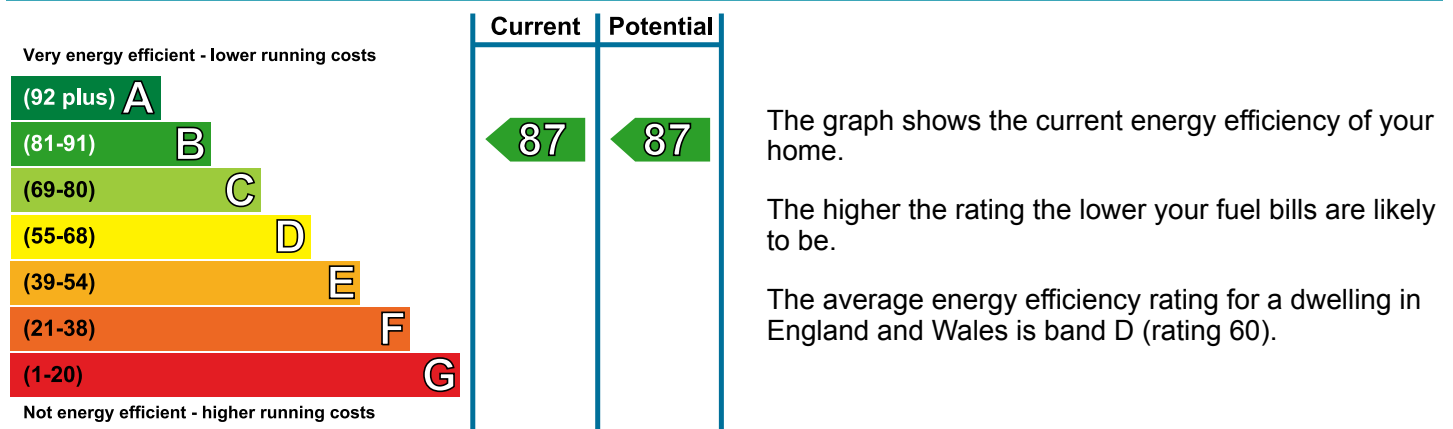 Current Potential
Very energy efficient - lower running costs
(92 plus) A
(81-91) B 87 87
(69-80) C
(55-68) D
(39-54) E
(21-38) F
(1-20) G
Not energy efficient - higher running costs
The graph shows the current energy efficiency of your
home.
The higher the rating the lower your fuel bills are likely
to be.
The average energy efficiency rating for a dwelling in
England and Wales is band D (rating 60).